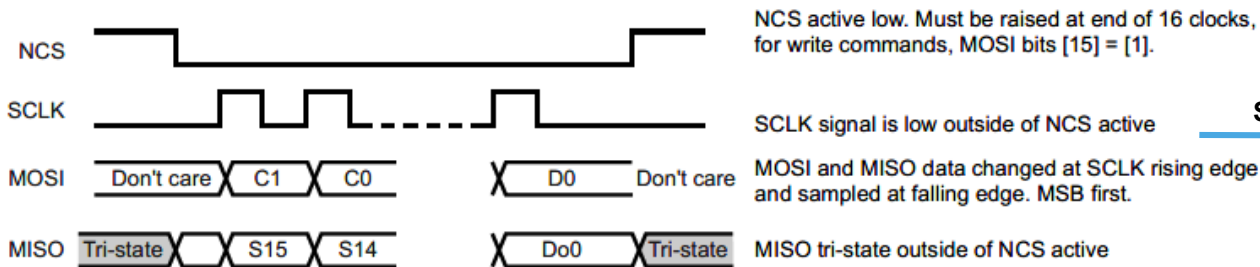 NCS
NCS active low. Must be raised at end of 16 clocks,
for write commands, MOSI bits [15] = [1].
SCLK
SCLK signal is low outside of NCS active
S
MOSI
Don't care
C1
C0
D0
Don't care
MOSI and MISO data changed at SCLK rising edge
and sampled at falling edge. MSB first.
MISO
Tri-state
S15
S14
Do0
Tri-state
MISO tri-state outside of NCS active